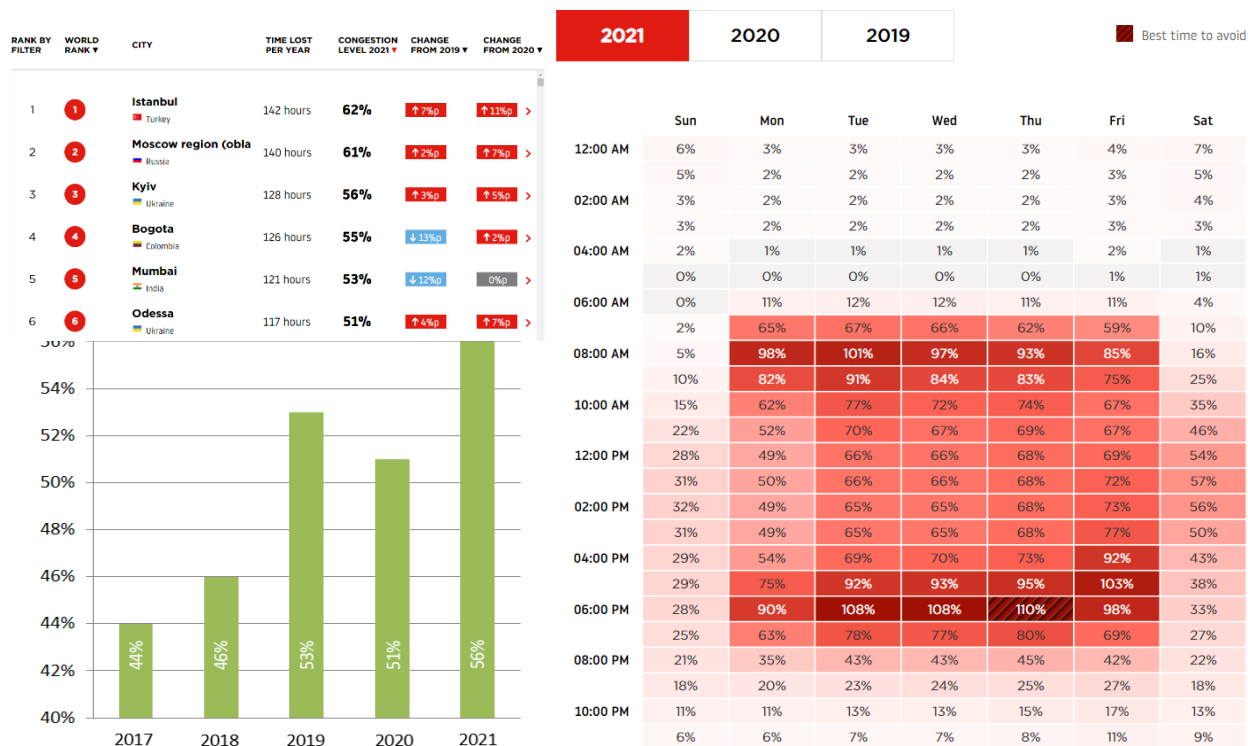 RANK BY FILTER WORLD RANK ▼ CITY TIME LOST PER YEAR CONGESTION LEVEL 2021 ▼ CHANGE FROM 2019 ▼ CHANGE FROM 2020 ▼
1 1 Istanbul Turkey 142 hours 62% ↑ 7%p ↑ 11%p >
2 2 Moscow region (obla Russia 140 hours 61% ↑ 2%p ↑ 7%p >
3 3 Kyiv Ukraine 128 hours 56% ↑ 3%p ↑ 5%p >
4 4 Bogota Colombia 126 hours 55% ↓ 13%p ↑ 2%p >
5 5 Mumbai India 121 hours 53% ↓ 12%p 0%p >
6 6 Odessa Ukraine 117 hours 51% ↑ 4%p ↑ 7%p >
56%
54%
52%
50%
48%
46%
44%
42%
40%
44% 46% 53% 51% 56%
2017 2018 2019 2020 2021
2021 2020 2019 Best time to avoid
Sun Mon Tue Wed Thu Fri Sat
12:00 AM 6% 3% 3% 3% 3% 4% 7%
5% 2% 2% 2% 2% 3% 5%
02:00 AM 3% 2% 2% 2% 2% 3% 4%
3% 2% 2% 2% 2% 3% 3%
04:00 AM 2% 1% 1% 1% 1% 2% 1%
0% 0% 0% 0% 0% 1% 1%
06:00 AM 0% 11% 12% 12% 11% 11% 4%
2% 65% 67% 66% 62% 59% 10%
08:00 AM 5% 98% 101% 97% 93% 85% 16%
10% 82% 91% 84% 83% 75% 25%
10:00 AM 15% 62% 77% 72% 74% 67% 35%
22% 52% 70% 67% 69% 67% 46%
12:00 PM 28% 49% 66% 66% 68% 69% 54%
31% 50% 66% 66% 68% 72% 57%
02:00 PM 32% 49% 65% 65% 68% 73% 56%
31% 49% 65% 65% 68% 77% 50%
04:00 PM 29% 54% 69% 70% 73% 92% 43%
29% 75% 92% 93% 95% 103% 38%
06:00 PM 28% 90% 108% 108% 110% 98% 33%
25% 63% 78% 77% 80% 69% 27%
08:00 PM 21% 35% 43% 43% 45% 42% 22%
18% 20% 23% 24% 25% 27% 18%
10:00 PM 11% 11% 13% 13% 15% 17% 13%
6% 6% 7% 7% 8% 11% 9%